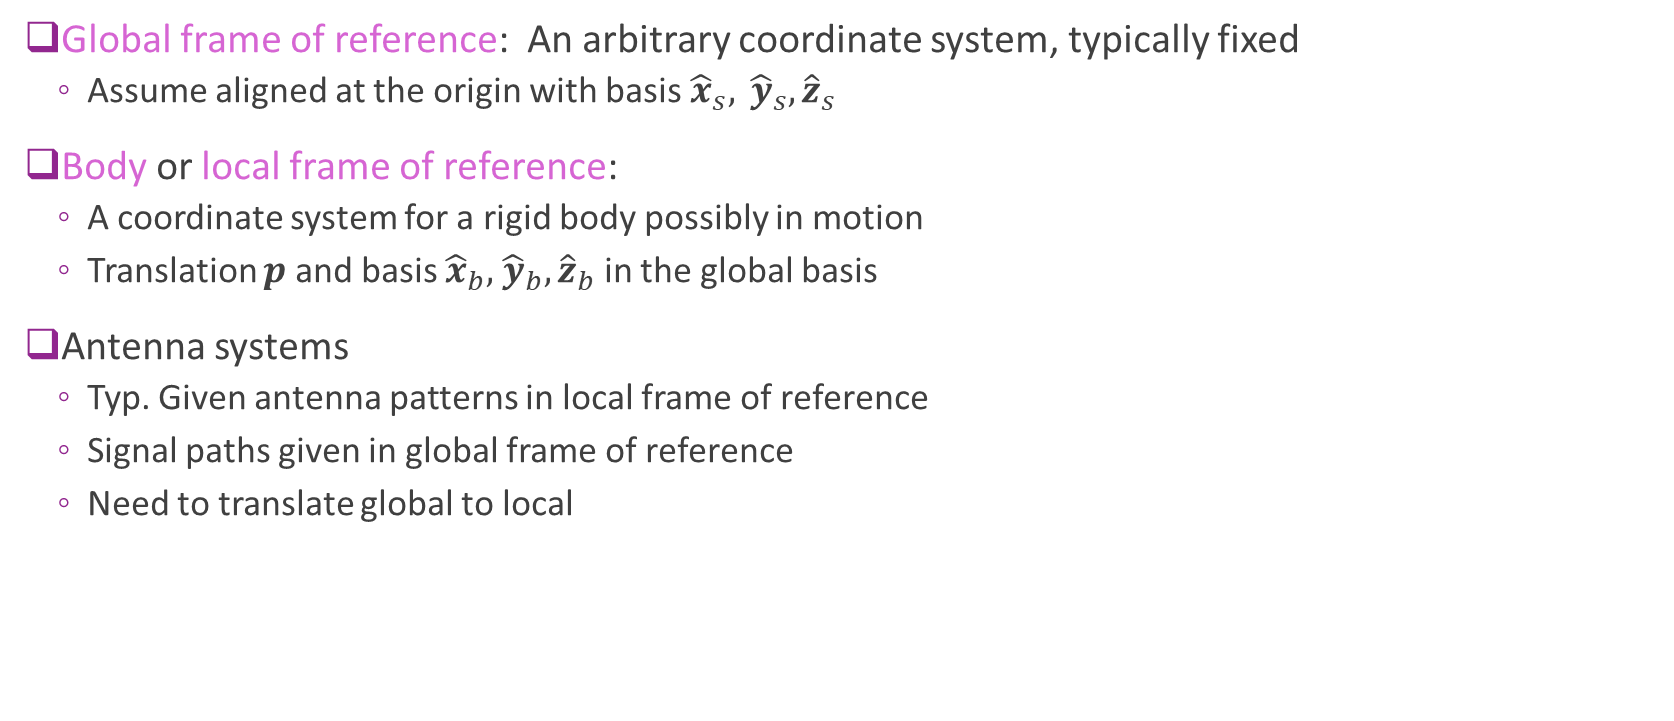 ❑Global frame of reference: An arbitrary coordinate system, typically fixed
◦ Assume aligned at the origin with basis x̂ₛ, ŷₛ, ẑₛ
❑Body or local frame of reference:
◦ A coordinate system for a rigid body possibly in motion
◦ Translation p and basis x̂_b, ŷ_b, ẑ_b in the global basis
❑Antenna systems
◦ Typ. Given antenna patterns in local frame of reference
◦ Signal paths given in global frame of reference
◦ Need to translate global to local